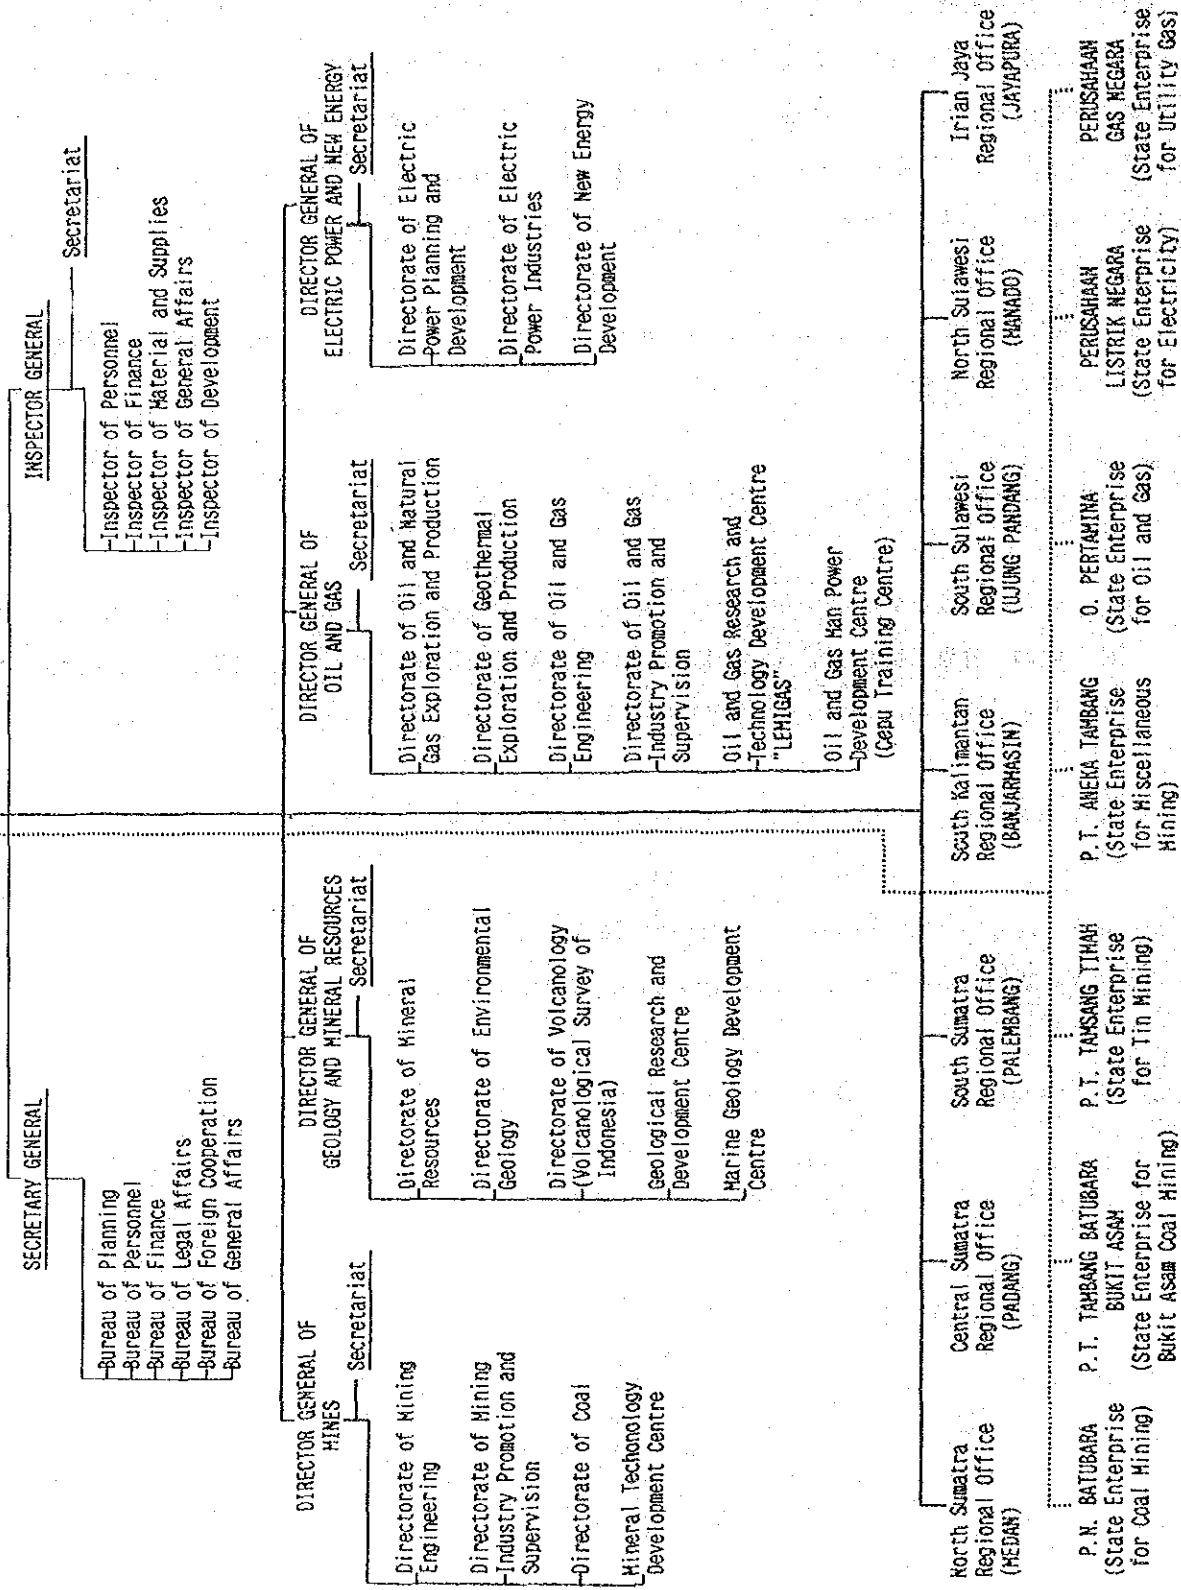 SECRETARY GENERAL
Bureau of Planning
Bureau of Personnel
Bureau of Finance
Bureau of Legal Affairs
Bureau of Foreign Cooperation
Bureau of General Affairs
INSPECTOR GENERAL
Secretariat
Inspector of Personnel
Inspector of Finance
Inspector of Material and Supplies
Inspector of General Affairs
Inspector of Development
DIRECTOR GENERAL OF
MINES
Secretariat
Directorate of Mining
Engineering
Directorate of Mining
Industry Promotion and
Supervision
Directorate of Coal
Mineral Techonology
Development Centre
DIRECTOR GENERAL OF
GEOLOGY AND MINERAL RESOURCES
Secretariat
Diretorate of Mineral
Resources
Directorate of Environmental
Geology
Directorate of Volcanology
(Volcanological Survey of
Indonesia)
Geological Research and
Development Centre
Marine Geology Development
Centre
DIRECTOR GENERAL OF
OIL AND GAS
Secretariat
Directorate of Oil and Natural
Gas Exploration and Production
Directorate of Geothermal
Exploration and Production
Directorate of Oil and Gas
Engineering
Directorate of Oil and Gas
Industry Promotion and
Supervision
Oil and Gas Research and
Technology Development Centre
"LEMIGAS"
Oil and Gas Man Power
Development Centre
(Cepu Training Centre)
DIRECTOR GENERAL OF
ELECTRIC POWER AND NEW ENERGY
Secretariat
Directorate of Electric
Power Planning and
Development
Directorate of Electric
Power Industries
Directorate of New Energy
Development
North Sumatra
Regional Office
(MEDAN)
Central Sumatra
Regional Office
(PADANG)
South Sumatra
Regional Office
(PALEMBANG)
South Kalimantan
Regional Office
(BANJARMASIN)
South Sulawesi
Regional Office
(UJUNG PANDANG)
North Sulawesi
Regional Office
(MANADO)
Irian Jaya
Regional Office
(JAYAPURA)
P.N. BATUBARA
(State Enterprise
for Coal Mining)
P.T. TAMBANG BATUBARA
BUKIT ASAM
(State Enterprise for
Bukit Asam Coal Mining)
P.T. TAMSANG TIMAH
(State Enterprise
for Tin Mining)
P.T. ANEKA TAMBANG
(State Enterprise
for Miscellaneous
Mining)
O. PERTAMINA
(State Enterprise
for Oil and Gas)
PERUSAHAAN
LISTRIK NEGARA
(State Enterprise
for Electricity)
PERUSAHAAN
GAS NEGARA
(State Enterprise
for Utility Gas)